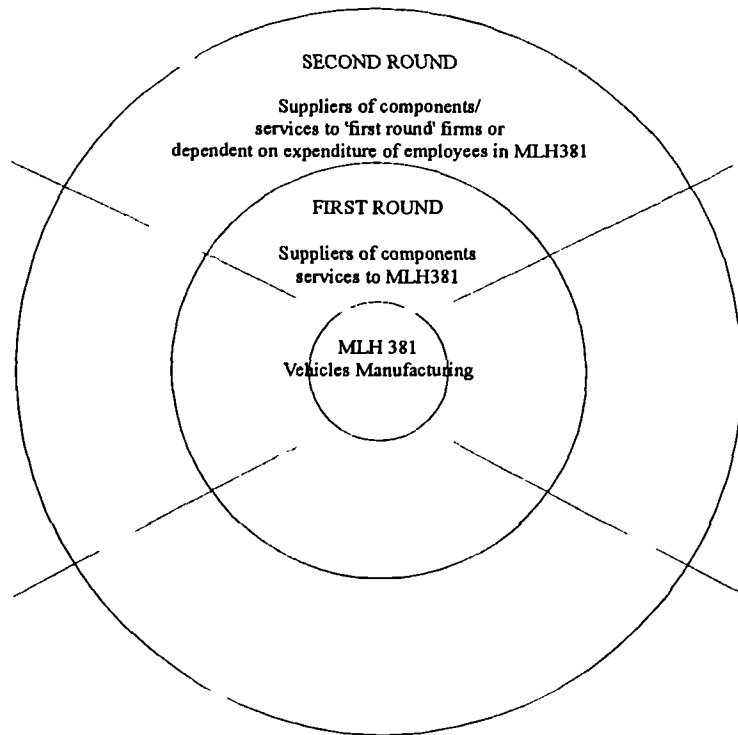 SECOND ROUND
Suppliers of components/
services to 'first round' firms or
dependent on expenditure of employees in MLH381
FIRST ROUND
Suppliers of components
services to MLH381
MLH 381
Vehicles Manufacturing